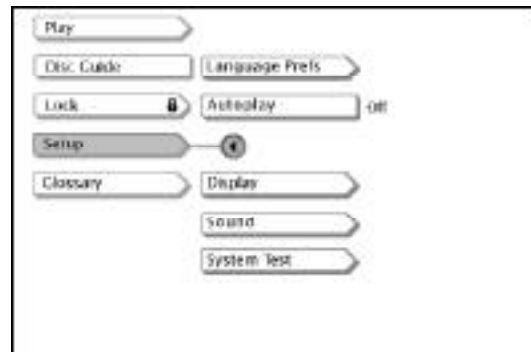 Play
Disc Guide
Language Prefs
Lock
Autoplay
Off
Setup
Glossary
Display
Sound
System Test